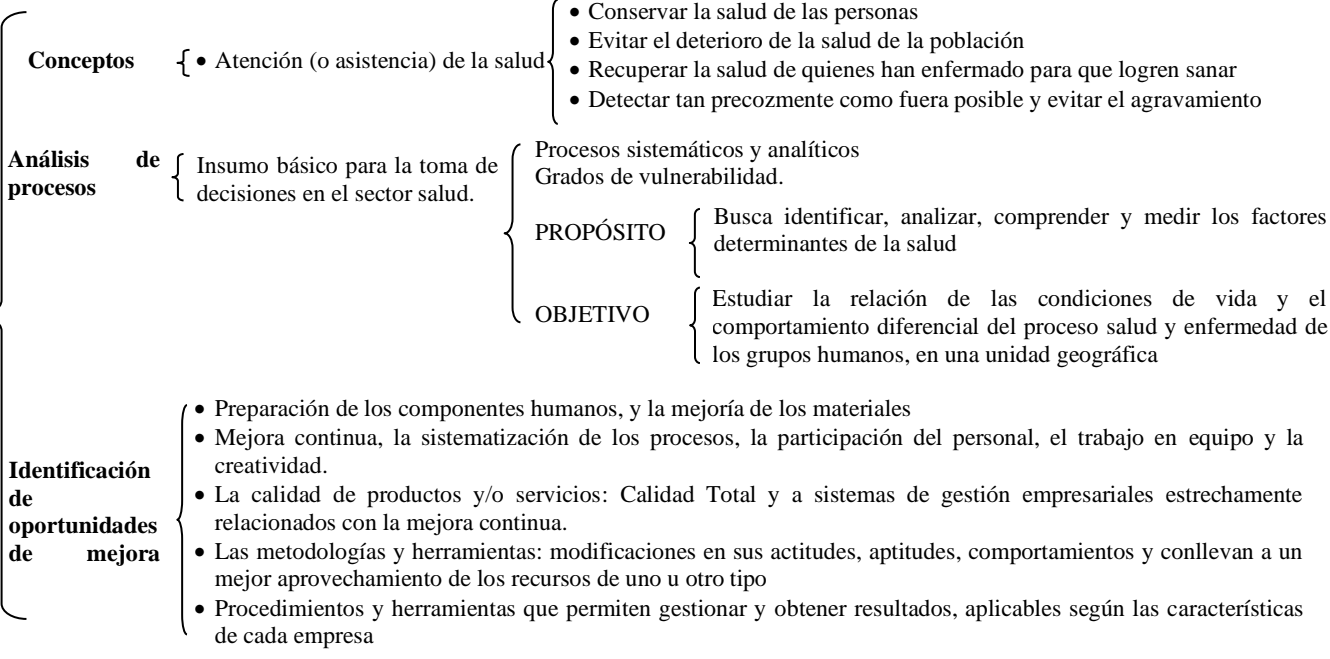 • Conservar la salud de las personas
• Evitar el deterioro de la salud de la población
Conceptos
• Atención (o asistencia) de la salud
• Recuperar la salud de quienes han enfermado para que logren sanar
• Detectar tan precozmente como fuera posible y evitar el agravamiento
Análisis de
procesos
Insumo básico para la toma de
decisiones en el sector salud.
Procesos sistemáticos y analíticos
Grados de vulnerabilidad.
PROPÓSITO
Busca identificar, analizar, comprender y medir los factores
determinantes de la salud
OBJETIVO
Estudiar la relación de las condiciones de vida y el
comportamiento diferencial del proceso salud y enfermedad de
los grupos humanos, en una unidad geográfica
Identificación
de
oportunidades
de mejora
• Preparación de los componentes humanos, y la mejoría de los materiales
• Mejora continua, la sistematización de los procesos, la participación del personal, el trabajo en equipo y la
creatividad.
• La calidad de productos y/o servicios: Calidad Total y a sistemas de gestión empresariales estrechamente
relacionados con la mejora continua.
• Las metodologías y herramientas: modificaciones en sus actitudes, aptitudes, comportamientos y conllevan a un
mejor aprovechamiento de los recursos de uno u otro tipo
• Procedimientos y herramientas que permiten gestionar y obtener resultados, aplicables según las características
de cada empresa